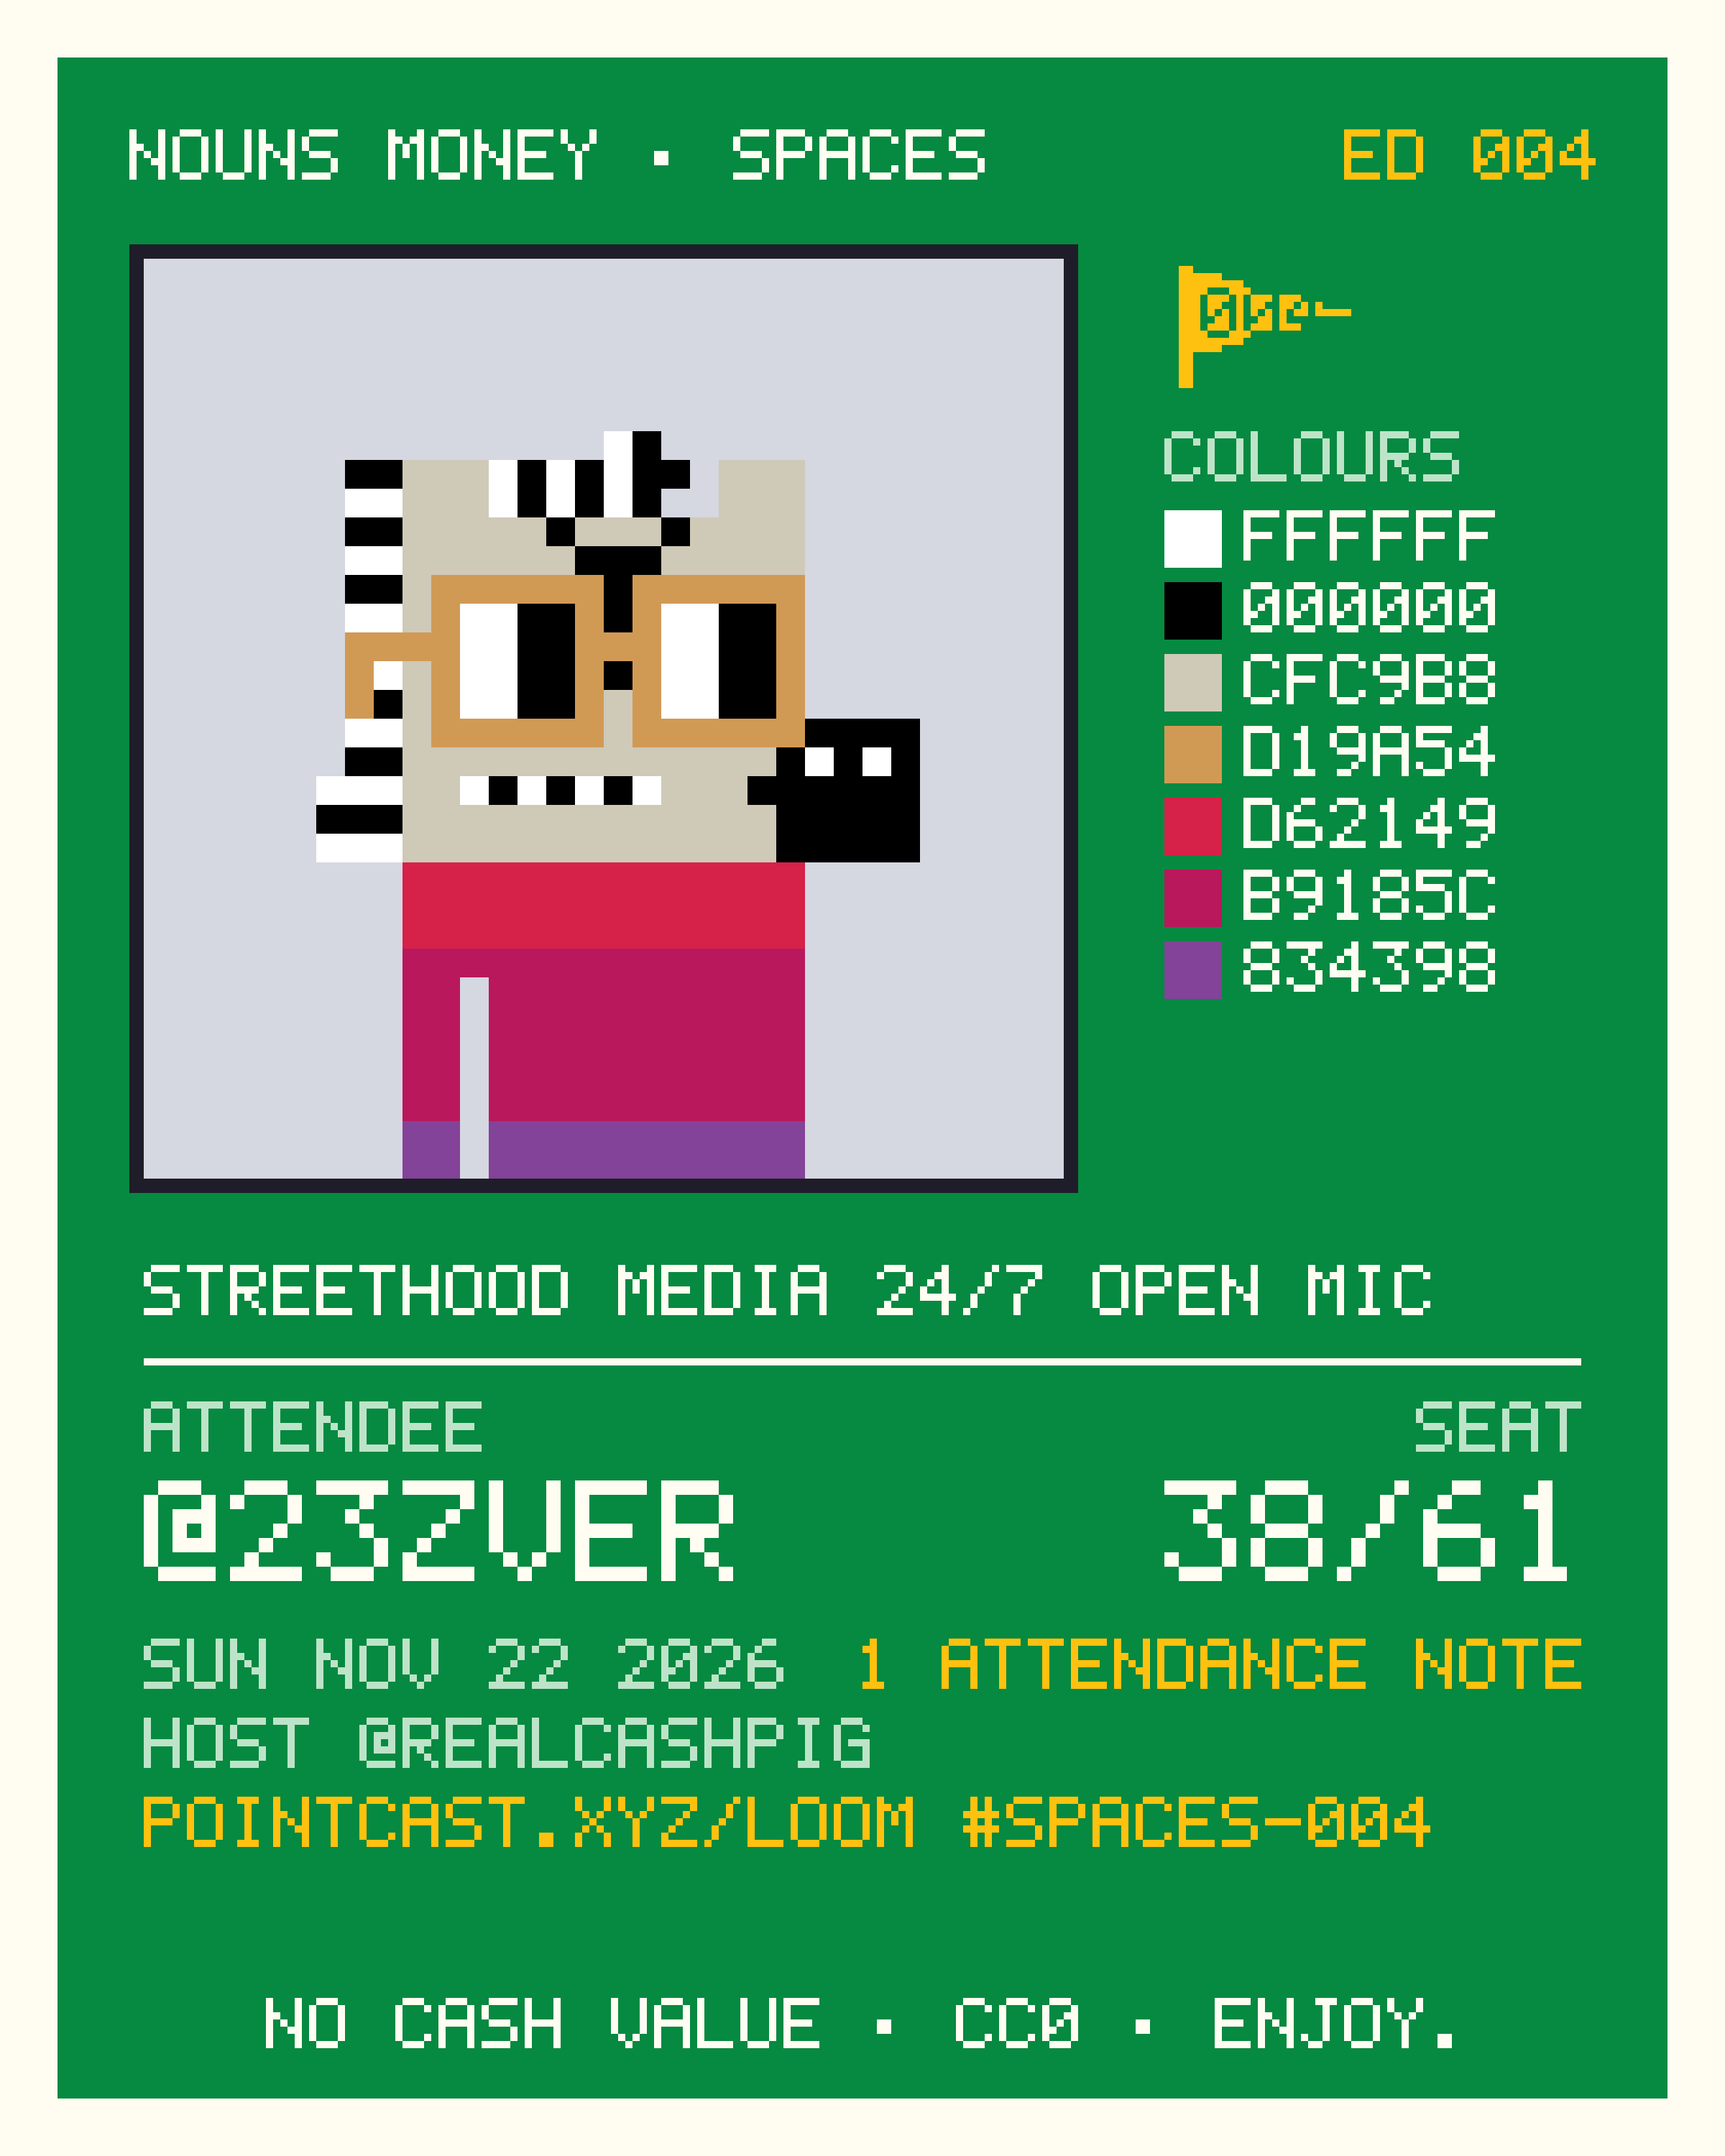 NOUNS MONEY · SPACES
ED 004
COLOURS
FFFFFF
000000
CFC9B8
D19A54
D62149
B9185C
834398
STREETHOOD MEDIA 24/7 OPEN MIC
ATTENDEE
SEAT
@23ZVER
38/61
SUN NOV 22 2026
1 ATTENDANCE NOTE
HOST @REALCASHPIG
POINTCAST.XYZ/LOOM #SPACES-004
NO CASH VALUE · CC0 · ENJOY.